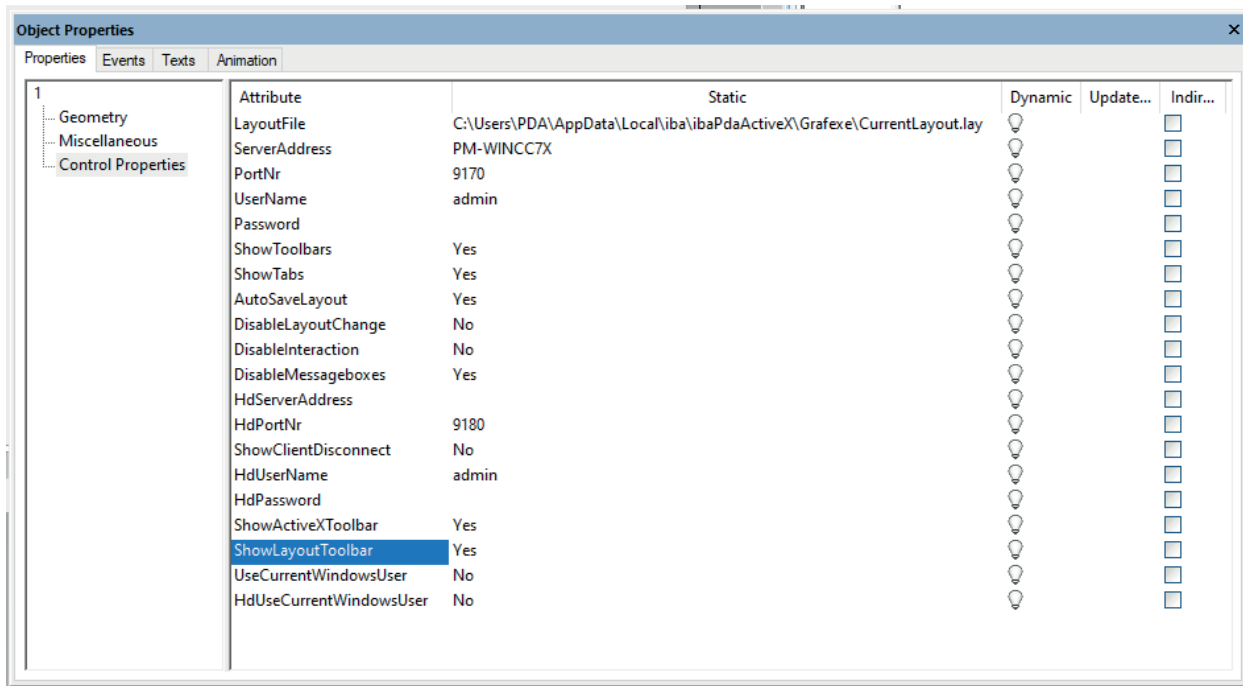 Object Properties
Properties Events Texts Animation
1
Geometry
Miscellaneous
Control Properties
Attribute Static Dynamic Update... Indir...
LayoutFile C:\Users\PDA\AppData\Local\iba\ibaPdaActiveX\Grafexe\CurrentLayout.lay
ServerAddress PM-WINCC7X
PortNr 9170
UserName admin
Password
ShowToolbars Yes
ShowTabs Yes
AutoSaveLayout Yes
DisableLayoutChange No
DisableInteraction No
DisableMessageboxes Yes
HdServerAddress
HdPortNr 9180
ShowClientDisconnect No
HdUserName admin
HdPassword
ShowActiveXToolbar Yes
ShowLayoutToolbar Yes
UseCurrentWindowsUser No
HdUseCurrentWindowsUser No